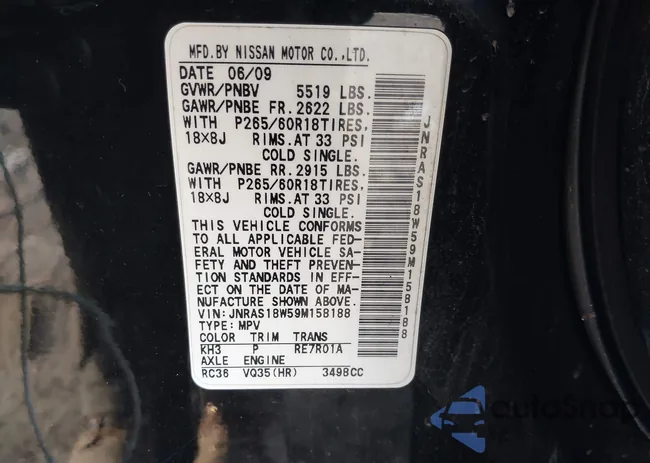 MFD.BY NISSAN MOTOR CO.,LTD.
DATE 06/09
GVWR/PNBV 5519 LBS.
GAWR/PNBE FR.2622 LBS.
WITH P265/60R18TIRES,
18X8J RIMS.AT 33 PSI
COLD SINGLE.
GAWR/PNBE RR.2915 LBS.
WITH P265/60R18TIRES,
18X8J RIMS.AT 33 PSI
COLD SINGLE.
THIS VEHICLE CONFORMS
TO ALL APPLICABLE FED-
ERAL MOTOR VEHICLE SA-
FETY AND THEFT PREVEN-
TION STANDARDS IN EFF-
ECT ON THE DATE OF MA-
NUFACTURE SHOWN ABOVE.
VIN:JNRAS18W59M158188
TYPE:MPV
COLOR TRIM TRANS
KH3 P RE7R01A
AXLE ENGINE
RC36 VQ35(HR) 3498CC
JNRAS18W59M158188
autoSnap